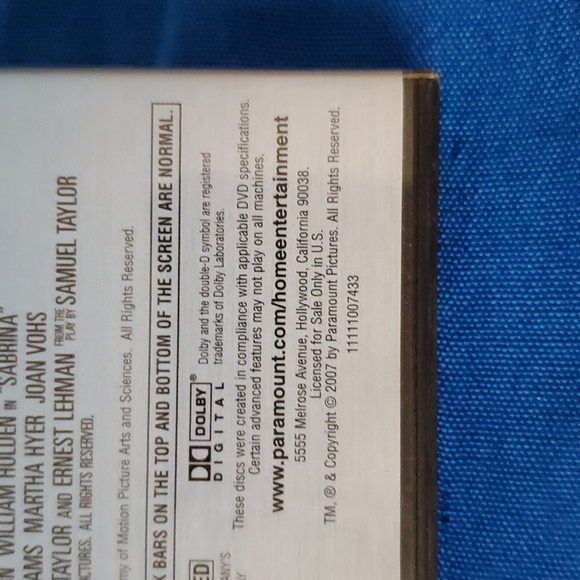 WILLIAM HOLDEN IN "SABRINA"
AMS MARTHA HYER JOAN VOHS
TAYLOR AND ERNEST LEHMAN FROM THE PLAY BY SAMUEL TAYLOR
CTURES. ALL RIGHTS RESERVED.
my of Motion Picture Arts and Sciences. All Rights Reserved.
K BARS ON THE TOP AND BOTTOM OF THE SCREEN ARE NORMAL.
DOLBY®
DIGITAL
Dolby and the double-D symbol are registered
trademarks of Dolby Laboratories.
ED
ANY'S
Y
These discs were created in compliance with applicable DVD specifications.
Certain advanced features may not play on all machines.
www.paramount.com/homeentertainment
5555 Melrose Avenue, Hollywood, California 90038.
Licensed for Sale Only in U.S.
TM, ® & Copyright © 2007 by Paramount Pictures. All Rights Reserved.
11111007433